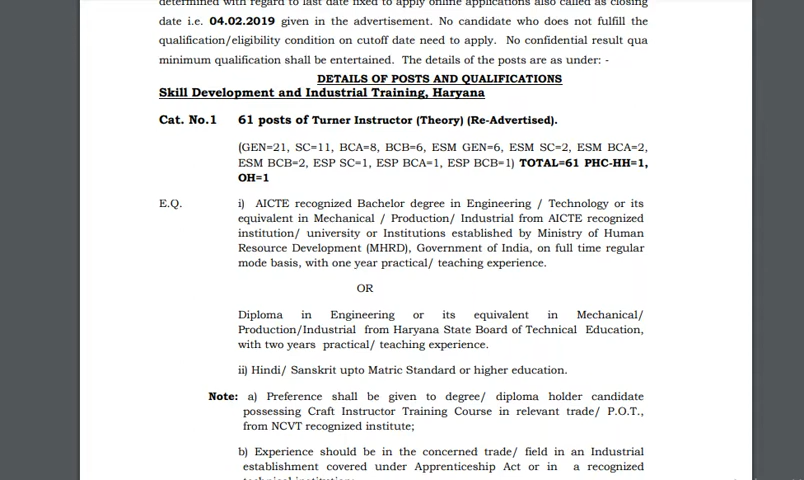 determined with regard to last date fixed to apply online applications also called as closing
date i.e. 04.02.2019 given in the advertisement. No candidate who does not fulfill the
qualification/eligibility condition on cutoff date need to apply. No confidential result qua
minimum qualification shall be entertained. The details of the posts are as under: -
DETAILS OF POSTS AND QUALIFICATIONS
Skill Development and Industrial Training, Haryana
Cat. No.1 61 posts of Turner Instructor (Theory) (Re-Advertised).
(GEN=21, SC=11, BCA=8, BCB=6, ESM GEN=6, ESM SC=2, ESM BCA=2,
ESM BCB=2, ESP SC=1, ESP BCA=1, ESP BCB=1) TOTAL=61 PHC-HH=1,
OH=1
E.Q. i) AICTE recognized Bachelor degree in Engineering / Technology or its
equivalent in Mechanical / Production/ Industrial from AICTE recognized
institution/ university or Institutions established by Ministry of Human
Resource Development (MHRD), Government of India, on full time regular
mode basis, with one year practical/ teaching experience.
OR
Diploma in Engineering or its equivalent in Mechanical/
Production/Industrial from Haryana State Board of Technical Education,
with two years practical/ teaching experience.
ii) Hindi/ Sanskrit upto Matric Standard or higher education.
Note: a) Preference shall be given to degree/ diploma holder candidate
possessing Craft Instructor Training Course in relevant trade/ P.O.T.,
from NCVT recognized institute;
b) Experience should be in the concerned trade/ field in an Industrial
establishment covered under Apprenticeship Act or in a recognized
technical institution;